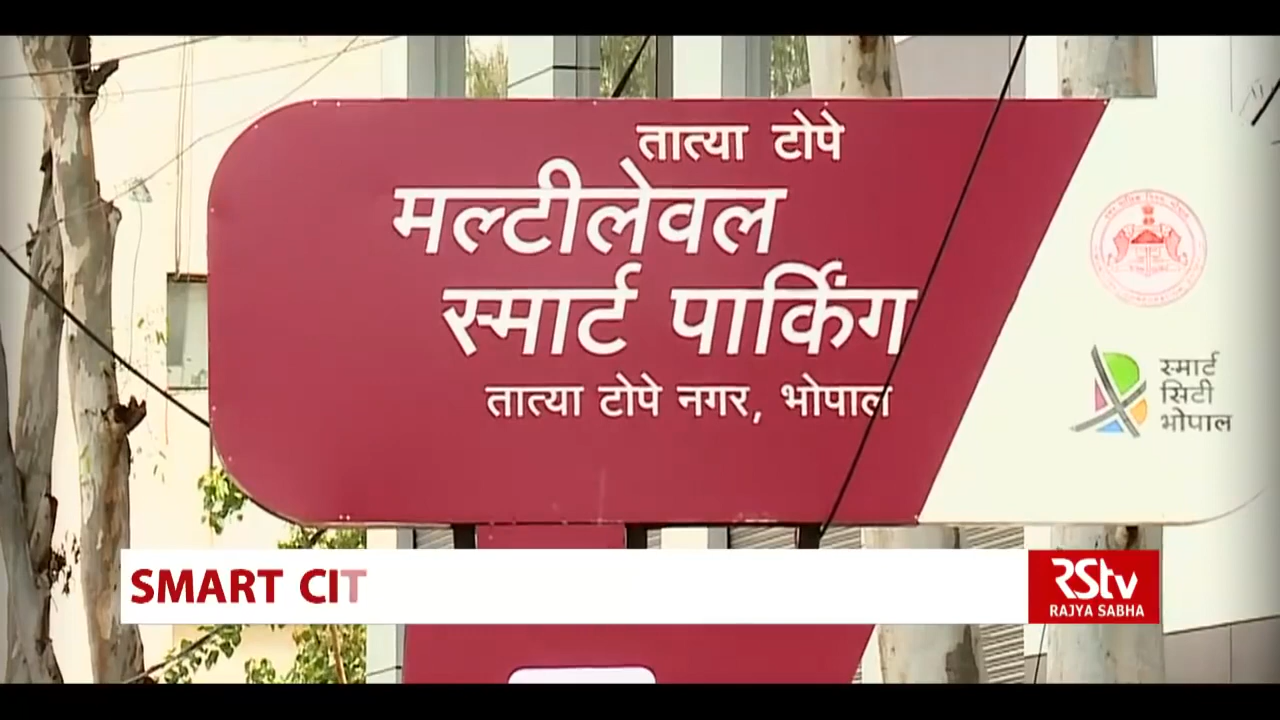 तात्या टोपे
मल्टीलेवल
स्मार्ट पार्किंग
तात्या टोपे नगर, भोपाल
स्मार्ट
सिटी
भोपाल
SMART CIT
RStv
RAJYA SABHA